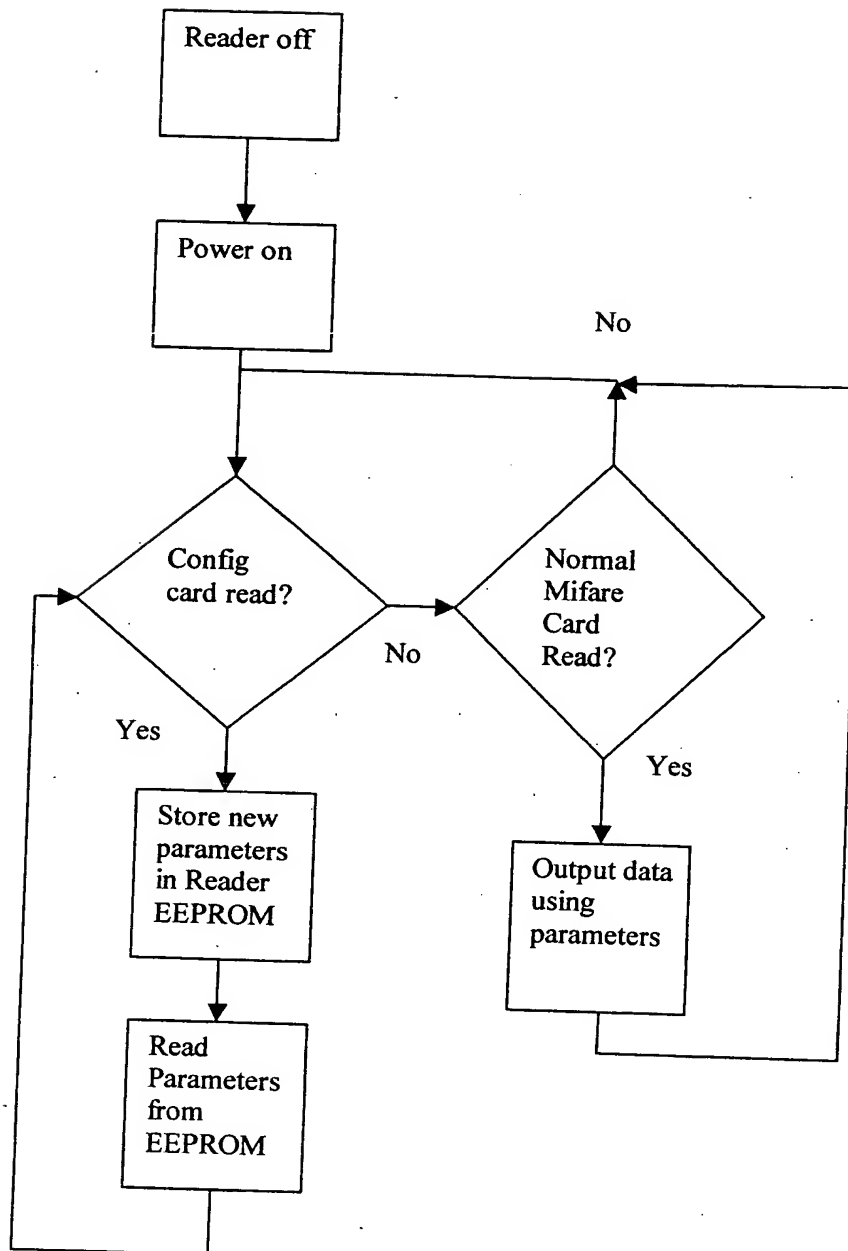 Reader off
Power on
No
Config
card read?
Normal
Mifare
Card
Read?
No
Yes
Yes
Store new
parameters
in Reader
EEPROM
Output data
using
parameters
Read
Parameters
from
EEPROM